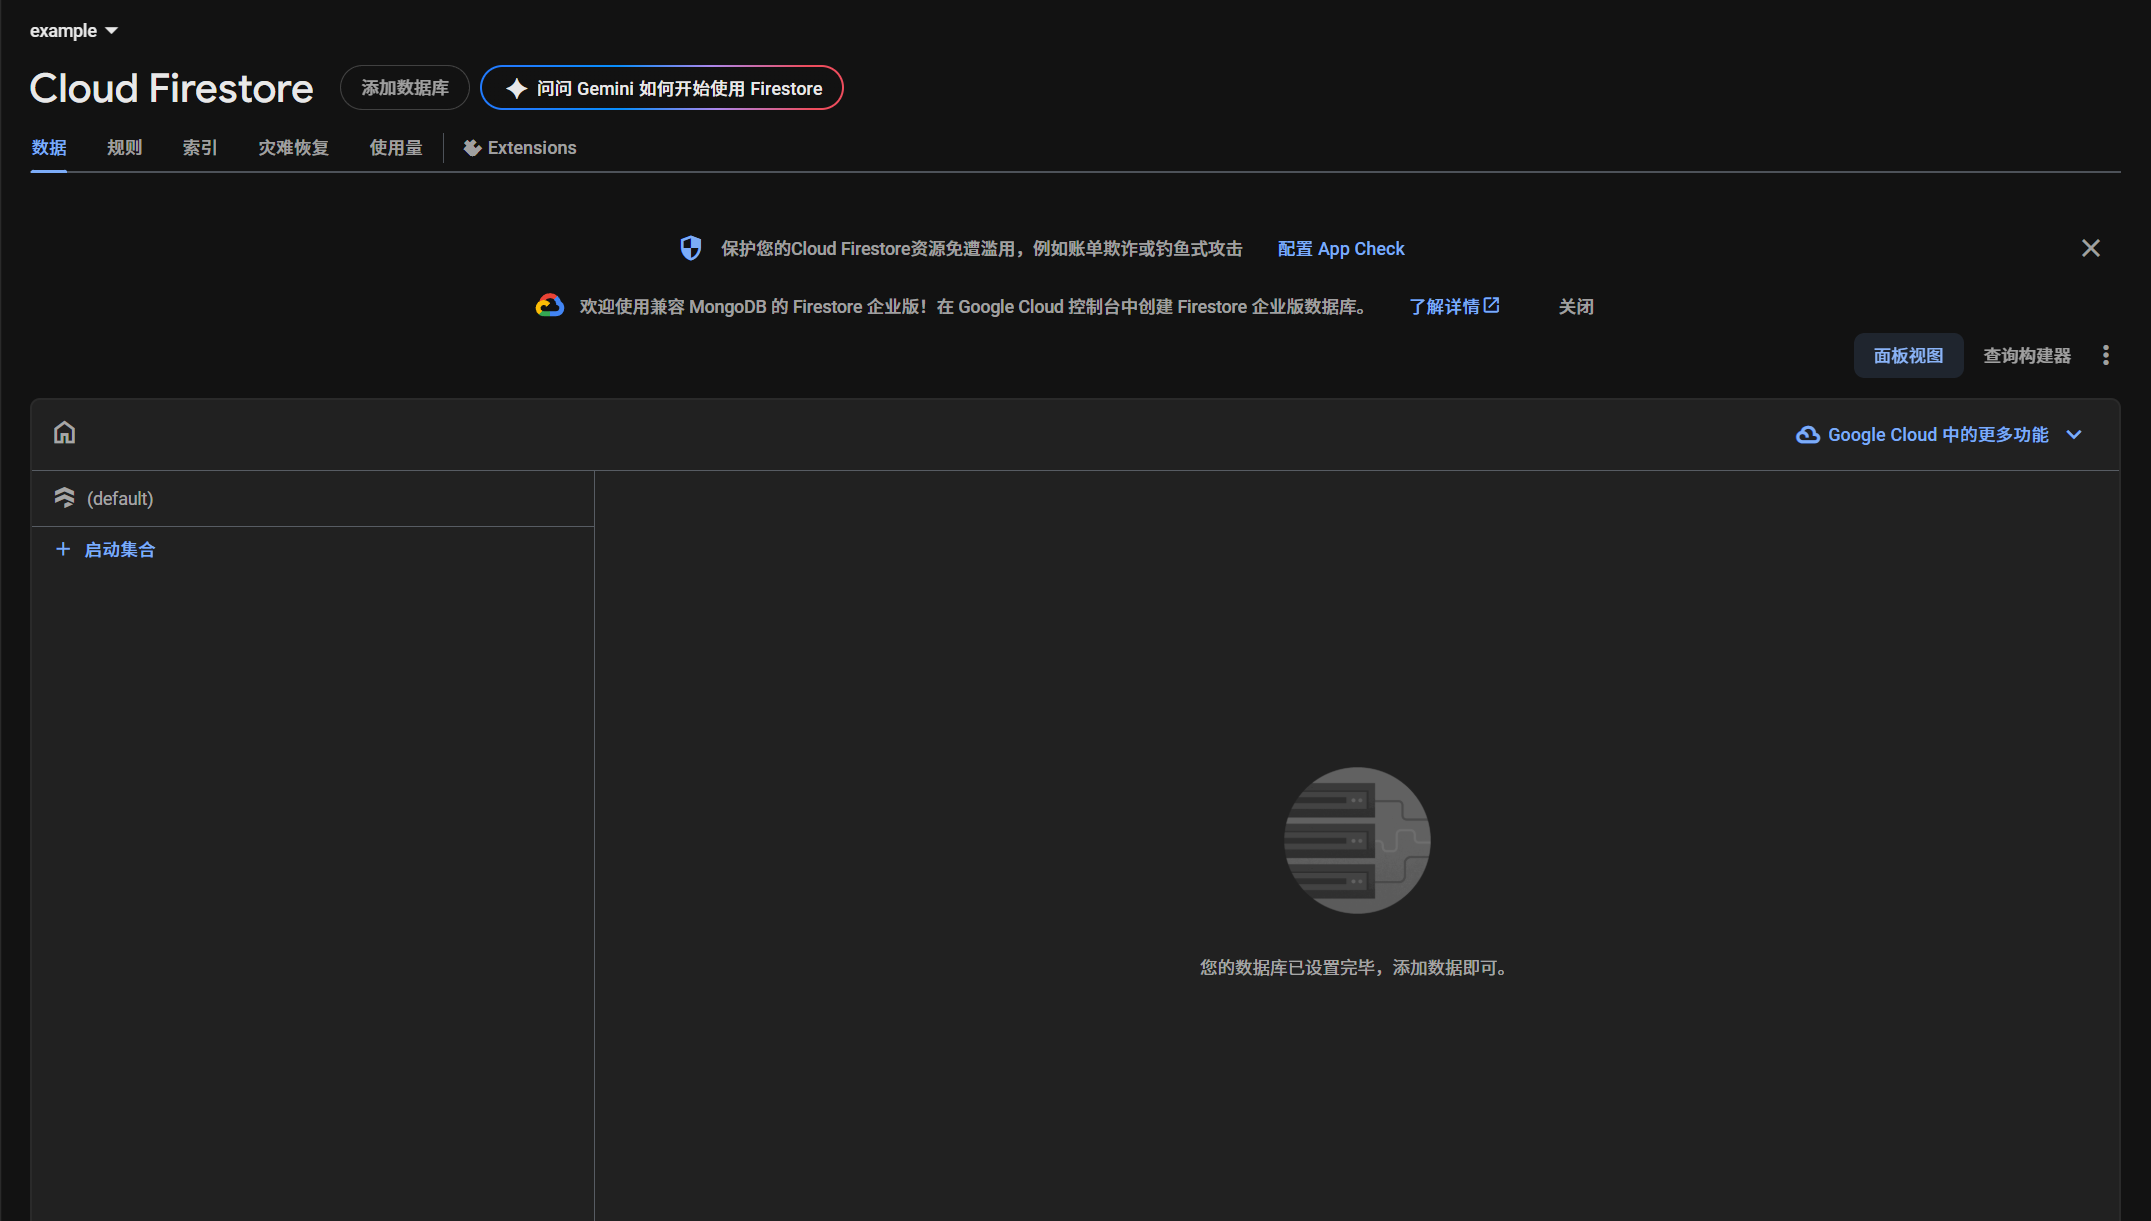 example
Cloud Firestore
添加数据库
问问 Gemini 如何开始使用 Firestore
数据
规则
索引
灾难恢复
使用量
Extensions
保护您的Cloud Firestore资源免遭滥用，例如账单欺诈或钓鱼式攻击
配置 App Check
欢迎使用兼容 MongoDB 的 Firestore 企业版！在 Google Cloud 控制台中创建 Firestore 企业版数据库。
了解详情
关闭
面板视图
查询构建器
Google Cloud 中的更多功能
(default)
启动集合
您的数据库已设置完毕，添加数据即可。